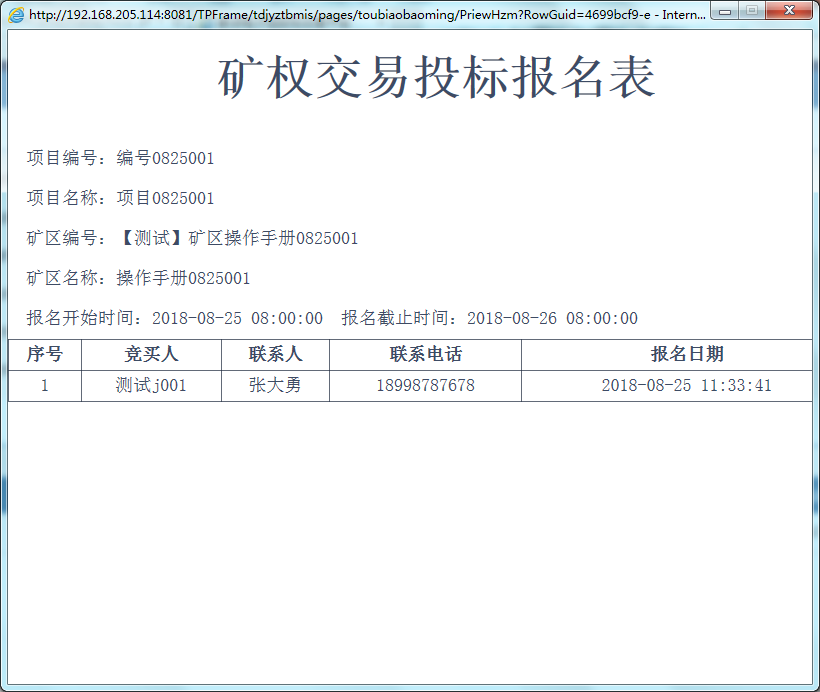 http://192.168.205.114:8081/TPFrame/tdjyztbmis/pages/toubiaobaoming/PriewHzm?RowGuid=4699bcf9-e - Intern...
矿权交易投标报名表
项目编号：编号0825001
项目名称：项目0825001
矿区编号：【测试】矿区操作手册0825001
矿区名称：操作手册0825001
报名开始时间：2018-08-25 08:00:00 报名截止时间：2018-08-26 08:00:00
序号 竞买人 联系人 联系电话 报名日期
1 测试j001 张大勇 18998787678 2018-08-25 11:33:41